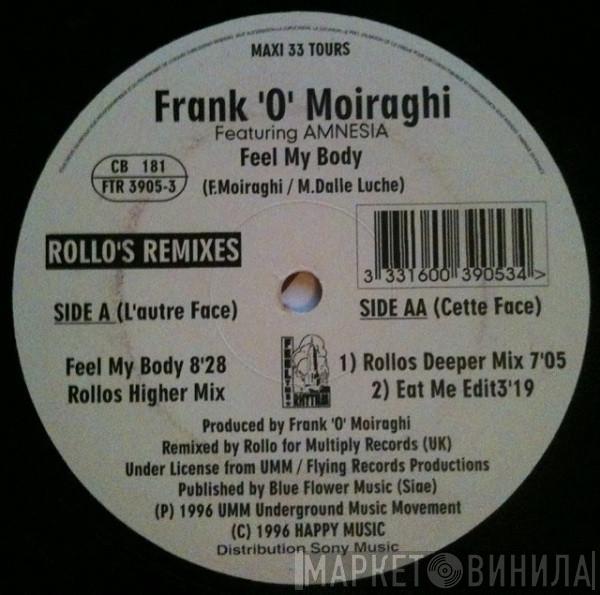 MAXI 33 TOURS
Frank 'O' Moiraghi
Featuring AMNESIA
Feel My Body
CB 181
FTR 3905-3
(F.Moiraghi / M.Dalle Luche)
ROLLO'S REMIXES
3 331600 390534 >
SIDE A (L'autre Face)
SIDE AA (Cette Face)
Feel My Body 8'28
Rollos Higher Mix
FEEL THE RHYTHM
1) Rollos Deeper Mix 7'05
2) Eat Me Edit3'19
Produced by Frank 'O' Moiraghi
Remixed by Rollo for Multiply Records (UK)
Under License from UMM / Flying Records Productions
Published by Blue Flower Music (Siae)
(P) 1996 UMM Underground Music Movement
(C) 1996 HAPPY MUSIC
Distribution Sony Music
МАРКЕТ ВИНИЛА